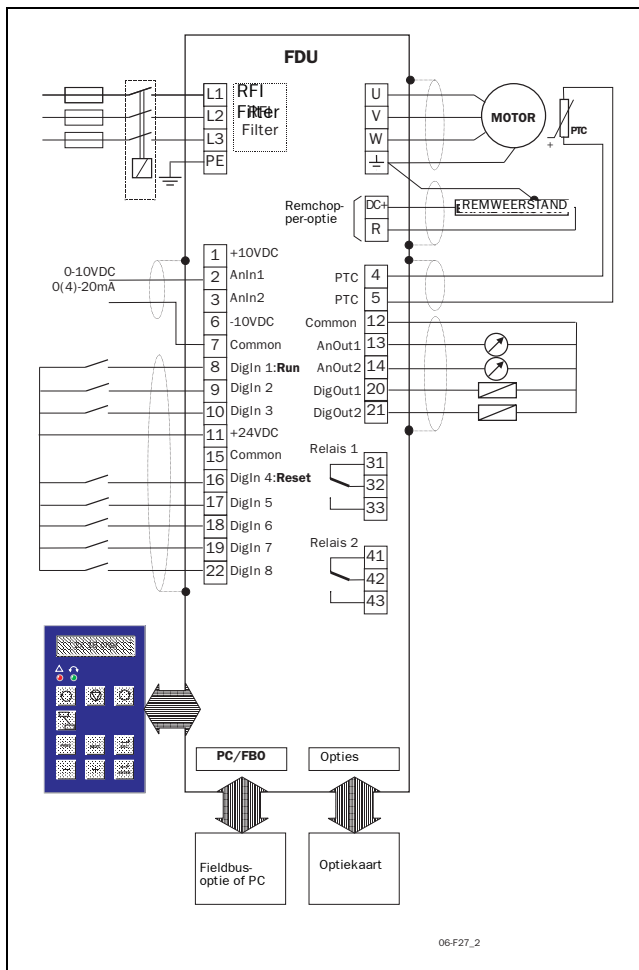 FDU
L1
L2
L3
PE
RFI
Filter
RFI
Filter
U
V
W
MOTOR
PTC
+
Remchop-
per-optie
DC+
R
REMWEERSTAND
0-10VDC
0(4)-20mA
1 +10VDC
2 AnIn1
3 AnIn2
6 -10VDC
7 Common
8 DigIn 1:Run
9 DigIn 2
10 DigIn 3
11 +24VDC
15 Common
16 DigIn 4:Reset
17 DigIn 5
18 DigIn 6
19 DigIn 7
22 DigIn 8
PTC 4
PTC 5
Common 12
AnOut1 13
AnOut2 14
DigOut1 20
DigOut2 21
Relais 1
31
32
33
Relais 2
41
42
43
PC/FBO
Opties
Fieldbus-
optie of PC
Optiekaart
06-F27_2